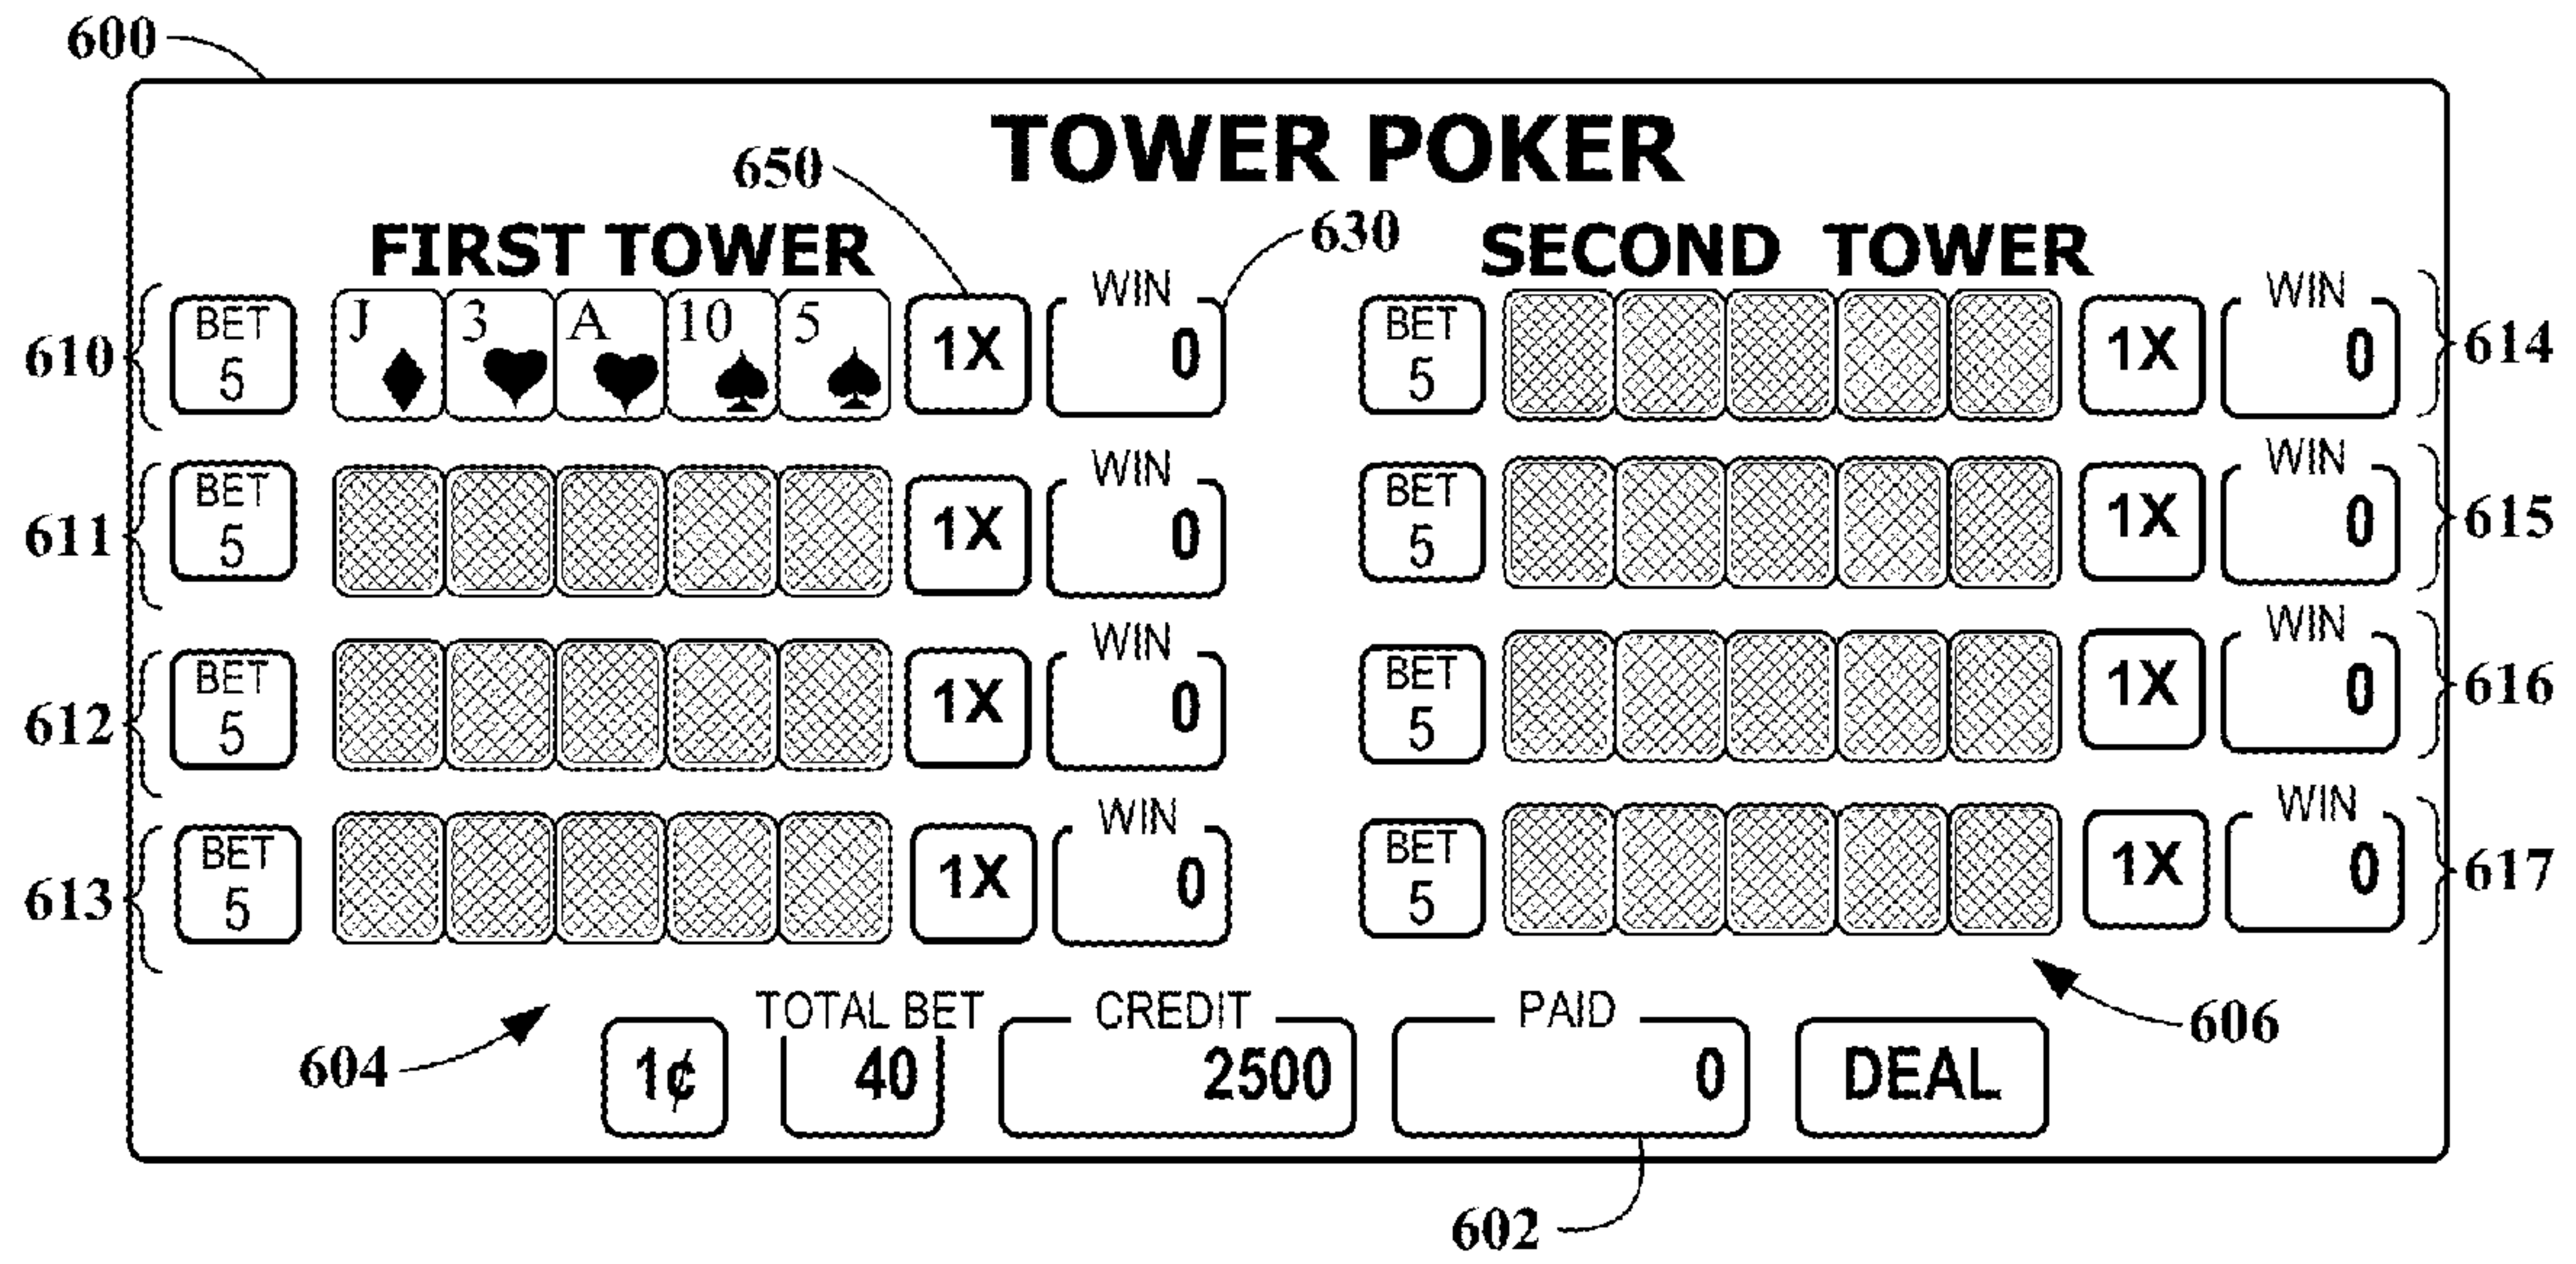 600
TOWER POKER
650
630
FIRST TOWER
SECOND TOWER
610
BET
5
J
3
A
10
5
1X
WIN
0
BET
5
1X
WIN
0
614
611
BET
5
1X
WIN
0
BET
5
1X
WIN
0
615
612
BET
5
1X
WIN
0
BET
5
1X
WIN
0
616
613
BET
5
1X
WIN
0
BET
5
1X
WIN
0
617
604
606
1¢
TOTAL BET
40
CREDIT
2500
PAID
0
DEAL
602